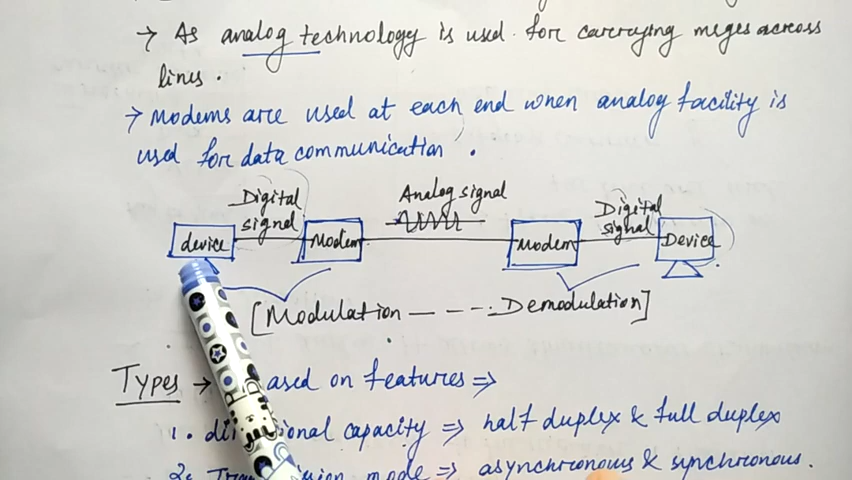 → As analog technology is used for carrying msges across
lines.
→ Modems are used at each end when analog facility is
used for data communication.
Digital
signal
Analog signal
Digital
signal
device
Modem
Modem
Device
[Modulation — - - -. Demodulation]
Types → ased on features ⇒
1. di ional capacity ⇒ half duplex & full duplex
2. mode ⇒ asynchronous & synchronous.